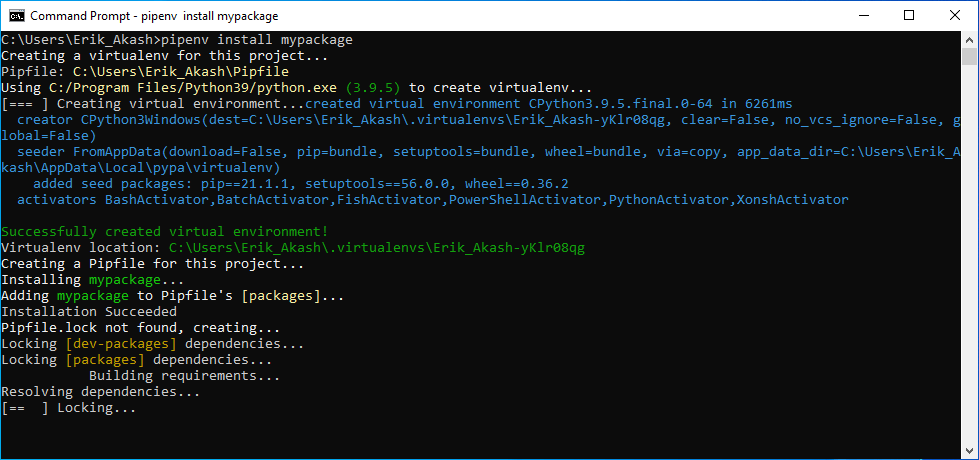 Command Prompt - pipenv  install mypackage
C:\Users\Erik_Akash>pipenv install mypackage
Creating a virtualenv for this project...
Pipfile: C:\Users\Erik_Akash\Pipfile
Using C:/Program Files/Python39/python.exe (3.9.5) to create virtualenv...
[=== ] Creating virtual environment...created virtual environment CPython3.9.5.final.0-64 in 6261ms
  creator CPython3Windows(dest=C:\Users\Erik_Akash\.virtualenvs\Erik_Akash-yKlr08qg, clear=False, no_vcs_ignore=False, g
lobal=False)
  seeder FromAppData(download=False, pip=bundle, setuptools=bundle, wheel=bundle, via=copy, app_data_dir=C:\Users\Erik_A
kash\AppData\Local\pypa\virtualenv)
    added seed packages: pip==21.1.1, setuptools==56.0.0, wheel==0.36.2
  activators BashActivator,BatchActivator,FishActivator,PowerShellActivator,PythonActivator,XonshActivator
Successfully created virtual environment!
Virtualenv location: C:\Users\Erik_Akash\.virtualenvs\Erik_Akash-yKlr08qg
Creating a Pipfile for this project...
Installing mypackage...
Adding mypackage to Pipfile's [packages]...
Installation Succeeded
Pipfile.lock not found, creating...
Locking [dev-packages] dependencies...
Locking [packages] dependencies...
           Building requirements...
Resolving dependencies...
[==  ] Locking...